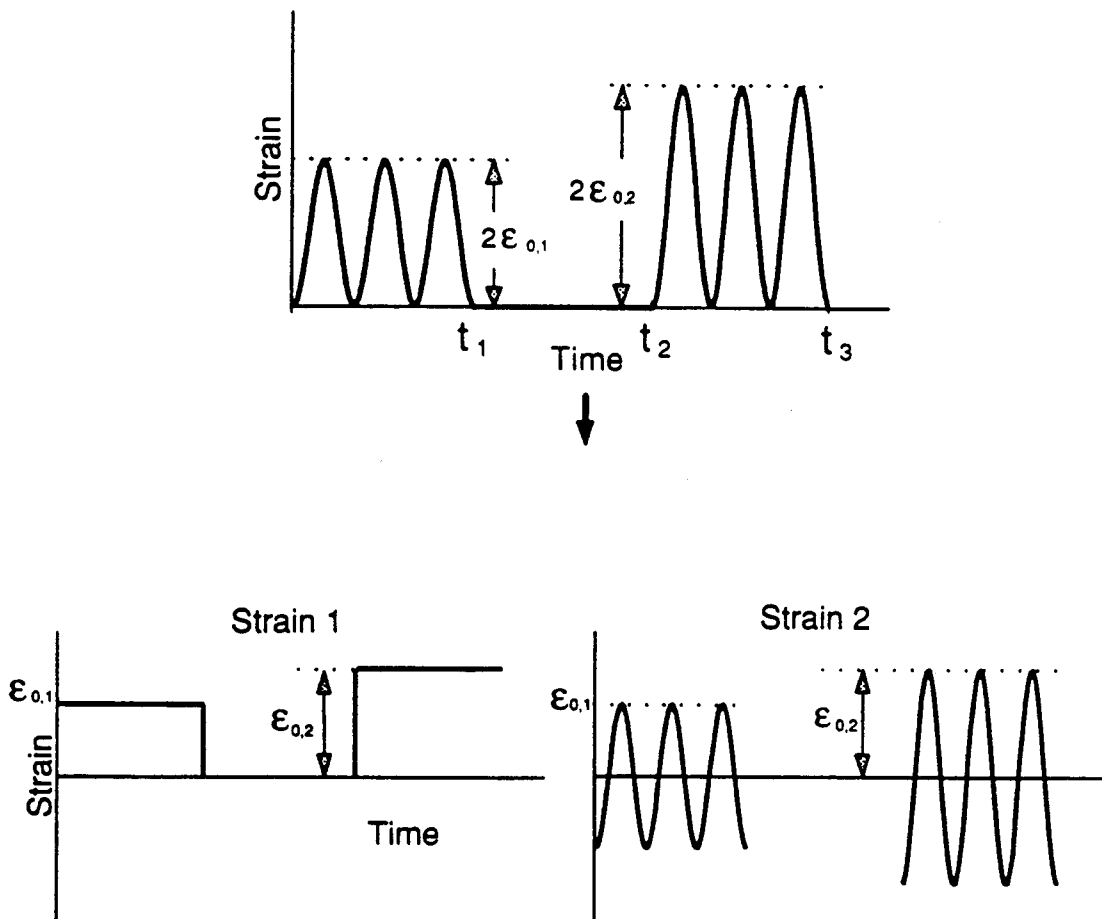 Strain
2ε0,1
2ε0,2
t1
t2
t3
Time
Strain 1
ε0,1
ε0,2
Strain
Time
Strain 2
ε0,1
ε0,2